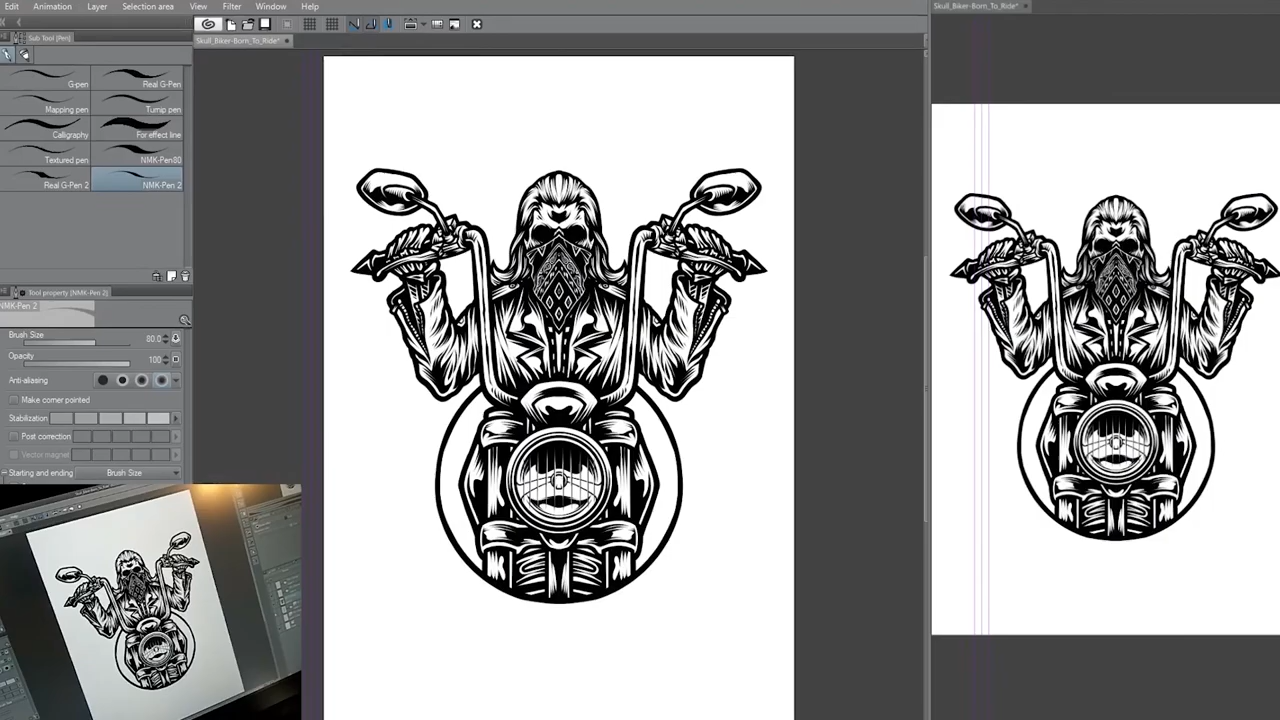 Edit Animation Layer Selection area View Filter Window Help
Skull_Biker-Born_To_Ride*
Skull_Biker-Born_To_Ride*
Sub Tool [Pen]
G-pen Real G-Pen
Mapping pen Turnip pen
Calligraphy For effect line
Textured pen NMK-Pen80
Real G-Pen 2 NMK-Pen 2
Tool property [NMK-Pen 2]
NMK-Pen 2
Brush Size 80.0
Opacity 100
Anti-aliasing
Make corner pointed
Stabilization
Post correction
Vector magnet
Starting and ending Brush Size